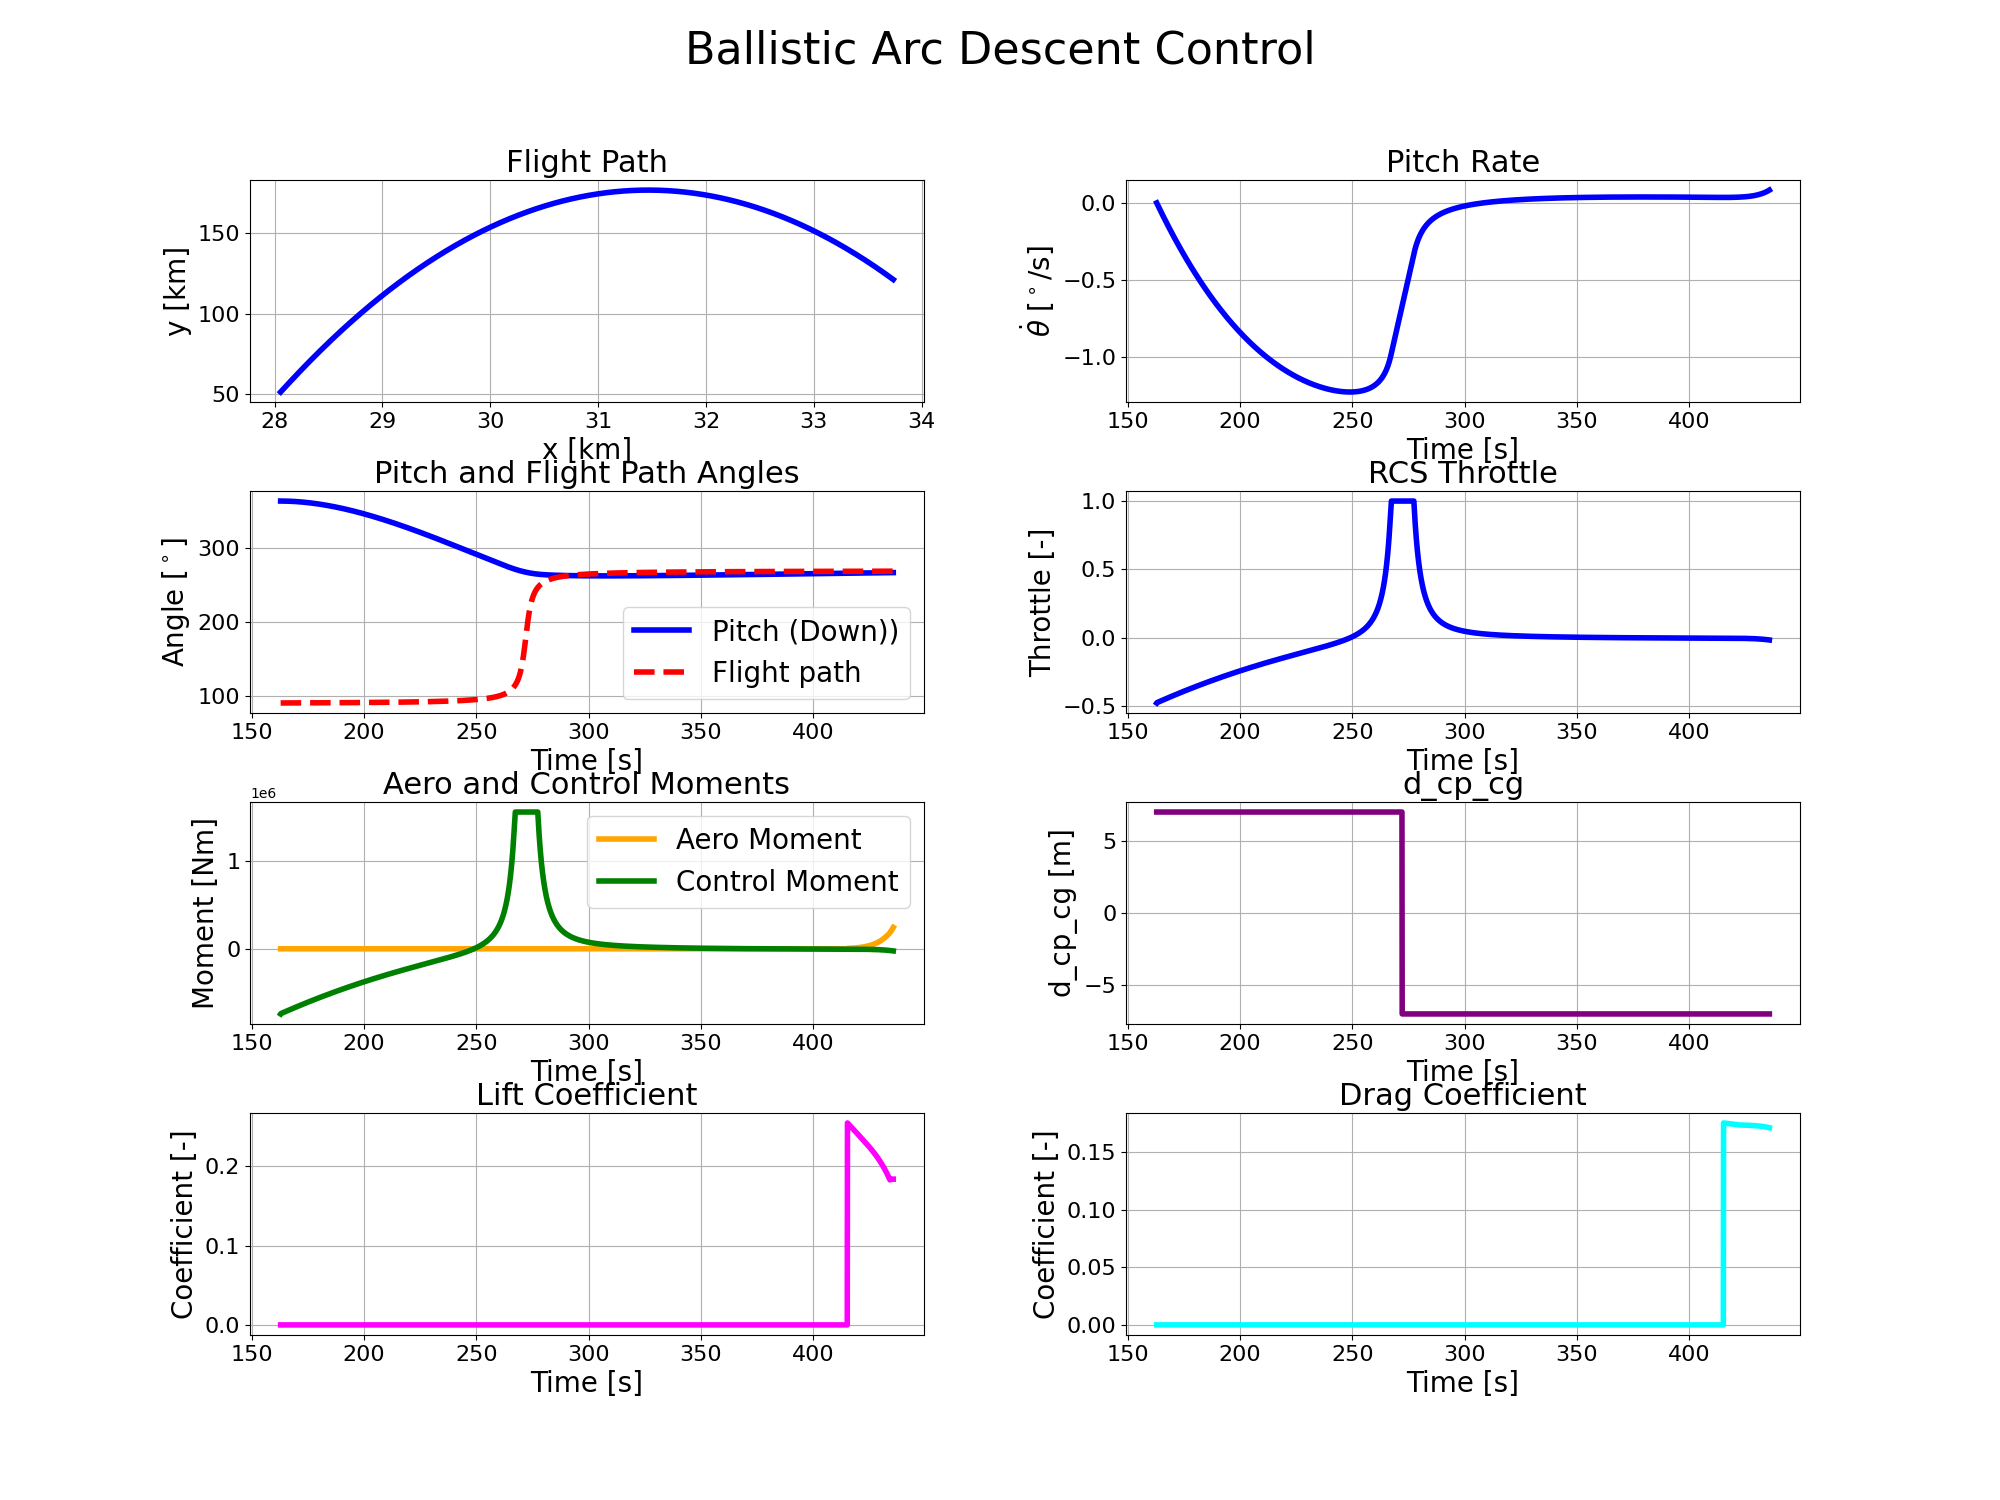 Ballistic Arc Descent Control
Flight Path
y [km]
150
100
50
28 29 30 31 32 33 34
x [km]
Pitch Rate
θ̇ [°/s]
0.0
−0.5
−1.0
150 200 250 300 350 400
Time [s]
Pitch and Flight Path Angles
Angle [°]
300
200
100
Pitch (Down))
Flight path
150 200 250 300 350 400
Time [s]
RCS Throttle
Throttle [-]
1.0
0.5
0.0
−0.5
150 200 250 300 350 400
Time [s]
Aero and Control Moments
1e6
Moment [Nm]
1
0
Aero Moment
Control Moment
150 200 250 300 350 400
Time [s]
d_cp_cg
d_cp_cg [m]
5
0
−5
150 200 250 300 350 400
Time [s]
Lift Coefficient
Coefficient [-]
0.2
0.1
0.0
150 200 250 300 350 400
Time [s]
Drag Coefficient
Coefficient [-]
0.15
0.10
0.05
0.00
150 200 250 300 350 400
Time [s]